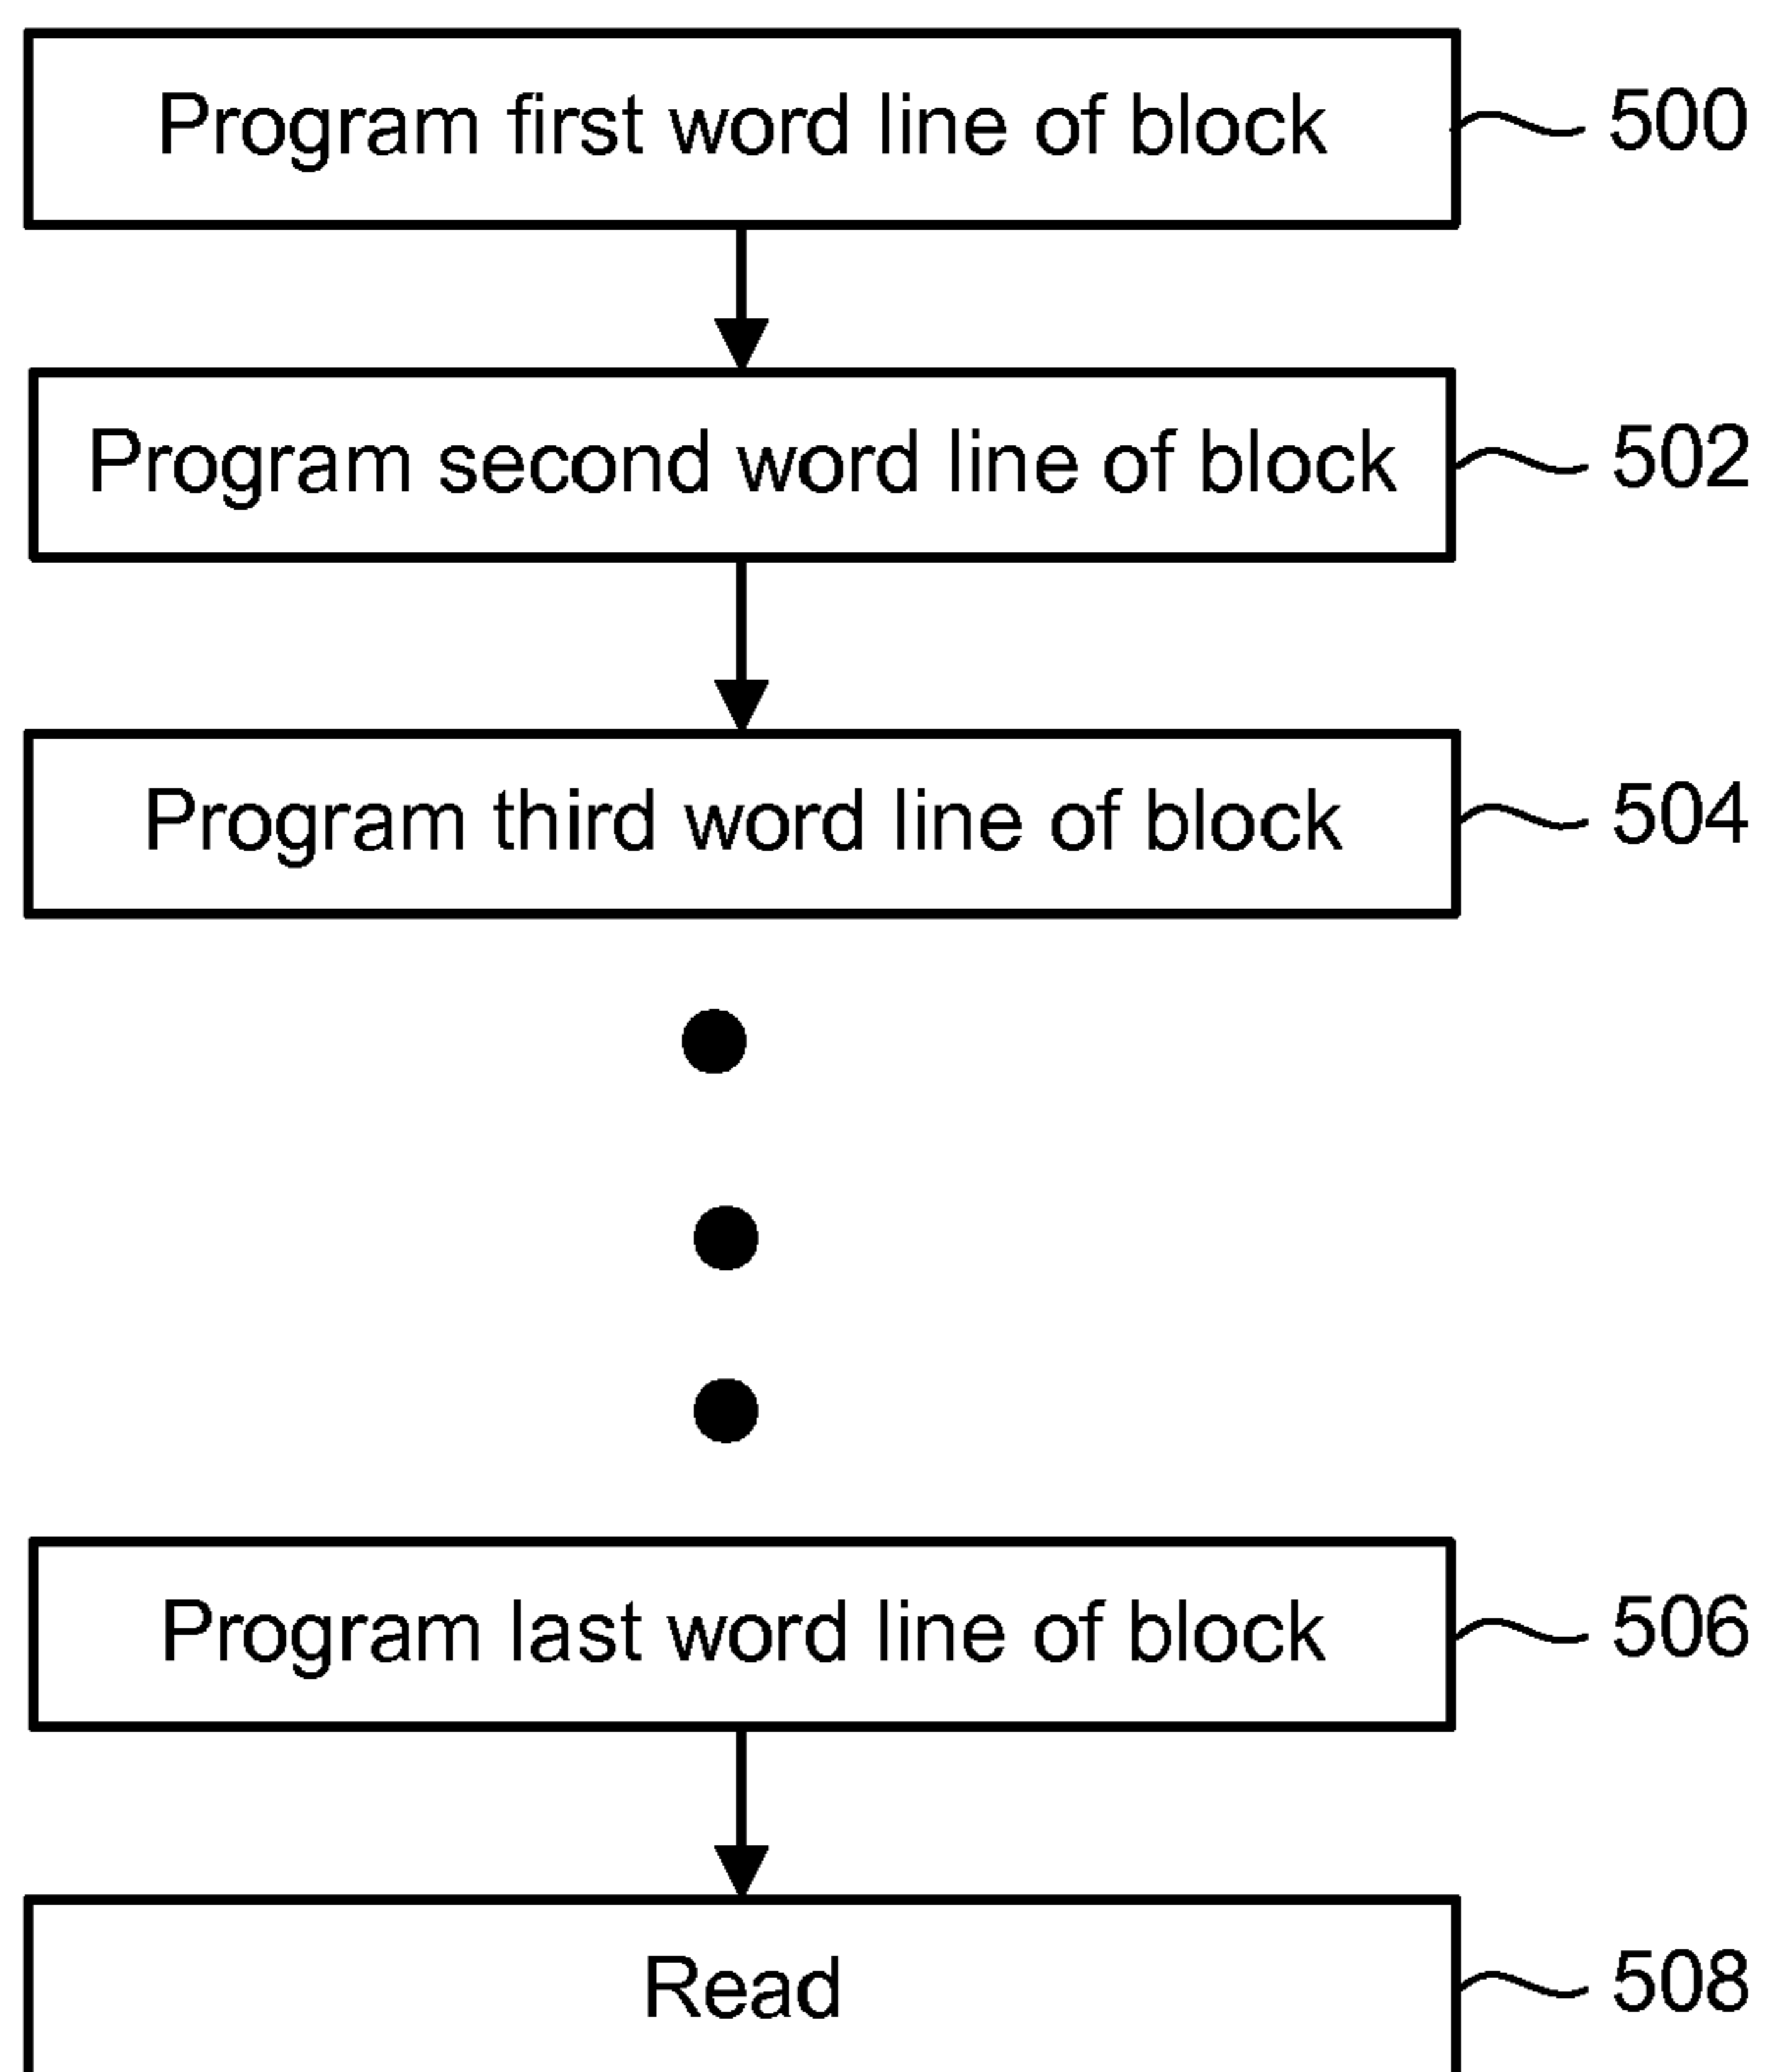 Program first word line of block 500
Program second word line of block 502
Program third word line of block 504
Program last word line of block 506
Read 508